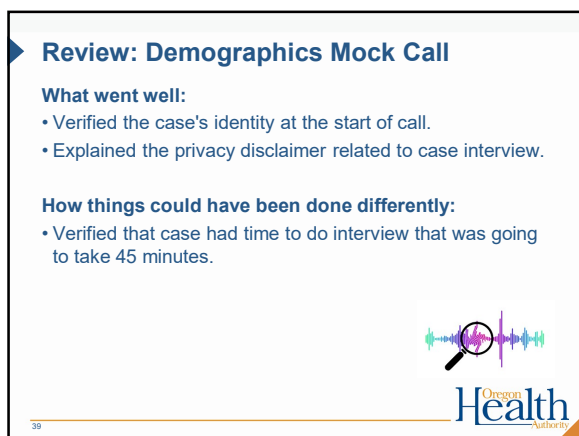 Review: Demographics Mock Call
What went well:
• Verified the case's identity at the start of call.
• Explained the privacy disclaimer related to case interview.
How things could have been done differently:
• Verified that case had time to do interview that was going
to take 45 minutes.
39
Oregon
Health
Authority